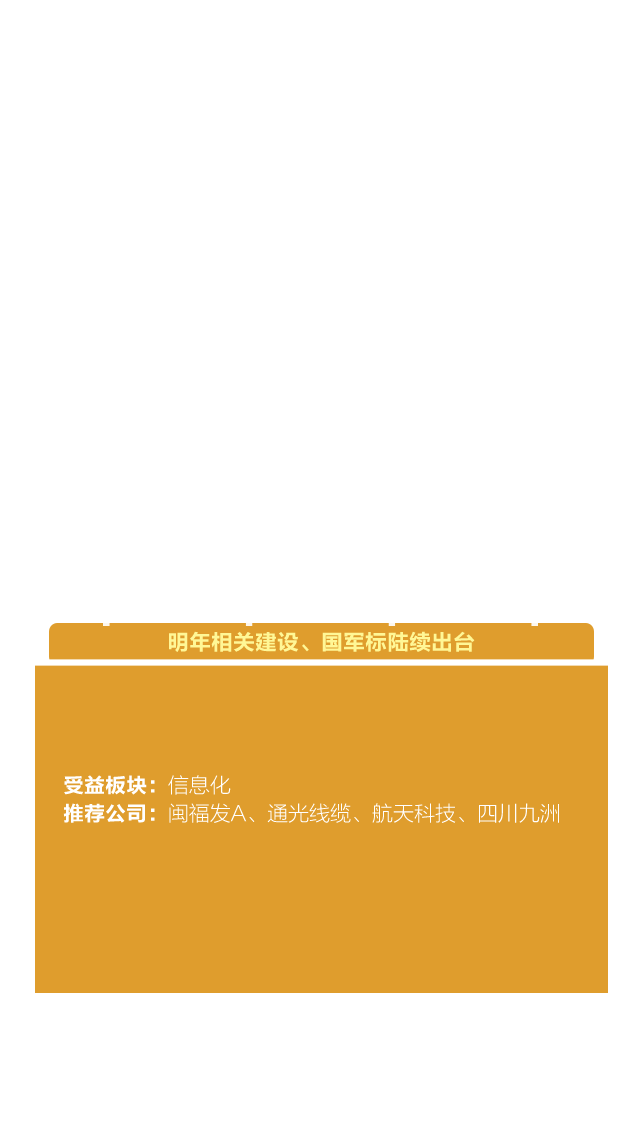 明年相关建设、国军标陆续出台
受益板块：信息化
推荐公司：闽福发A、通光线缆、航天科技、四川九洲